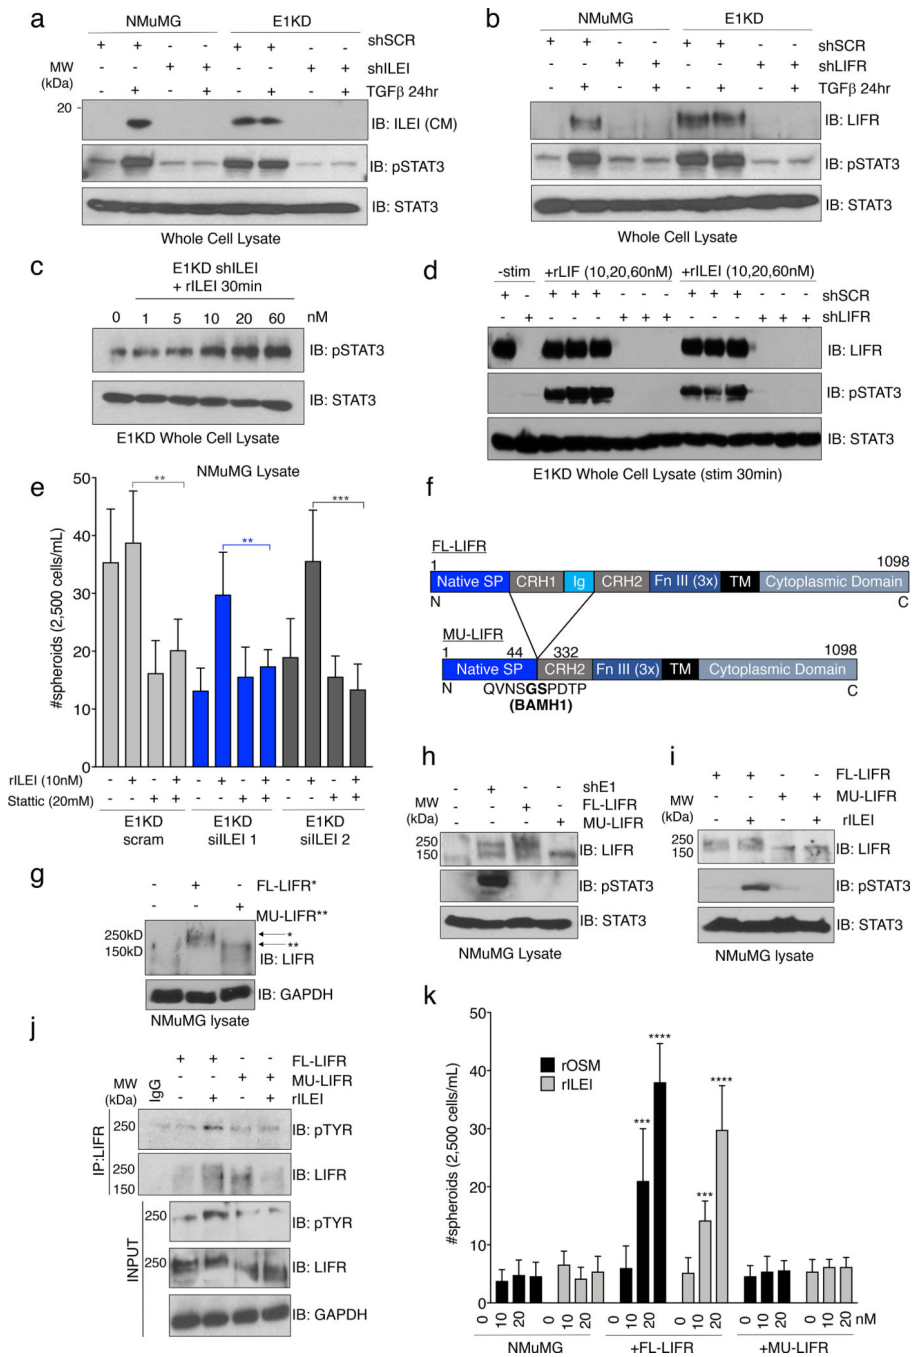 a
NMuMG E1KD
+ + - - + + - - shSCR
- - + + - - + + shILEI
MW (kDa)
- + - + - + - + TGFβ 24hr
20
IB: ILEI (CM)
IB: pSTAT3
IB: STAT3
Whole Cell Lysate
b
NMuMG E1KD
+ + - - + + - - shSCR
- - + + - - + + shLIFR
- + - + - + - + TGFβ 24hr
IB: LIFR
IB: pSTAT3
IB: STAT3
Whole Cell Lysate
c
E1KD shILEI
+ rILEI 30min
0 1 5 10 20 60 nM
IB: pSTAT3
IB: STAT3
E1KD Whole Cell Lysate
d
-stim +rLIF (10,20,60nM) +rILEI (10,20,60nM)
+ - + + + - - - + + + - - - shSCR
- + - - - + + + - - - + + + shLIFR
IB: LIFR
IB: pSTAT3
IB: STAT3
E1KD Whole Cell Lysate (stim 30min)
e
NMuMG Lysate
#spheroids (2,500 cells/mL)
50
40
30
20
10
0
** ** ***
rILEI (10nM) - + - + - + - + - + - +
Stattic (20mM) - - + + - - + + - - + +
E1KD scram
E1KD siILEI 1
E1KD siILEI 2
f
FL-LIFR
1 1098
Native SP CRH1 Ig CRH2 Fn III (3x) TM Cytoplasmic Domain
N C
MU-LIFR
1 44 332 1098
Native SP CRH2 Fn III (3x) TM Cytoplasmic Domain
N C
QVNSGSPDTP
(BAMH1)
g
- + - FL-LIFR*
- - + MU-LIFR**
250kD *
150kD **
IB: LIFR
IB: GAPDH
NMuMG lysate
h
- + - - shE1
- - + - FL-LIFR
- - - + MU-LIFR
MW (kDa)
250
150
IB: LIFR
IB: pSTAT3
IB: STAT3
NMuMG lysate
i
+ + - - FL-LIFR
- - + + MU-LIFR
- + - + rILEI
MW (kDa)
250
150
IB: LIFR
IB: pSTAT3
IB: STAT3
NMuMG lysate
j
+ + - - FL-LIFR
- - + + MU-LIFR
- + - + rILEI
MW (kDa)
IgG
IP:LIFR
250
IB: pTYR
250
150
IB: LIFR
INPUT
250
IB: pTYR
250
IB: LIFR
IB: GAPDH
k
#spheroids (2,500 cells/mL)
50
40
30
20
10
0
rOSM
rILEI
*** **** *** ****
0 10 20 0 10 20 0 10 20 0 10 20 0 10 20 0 10 20 nM
NMuMG +FL-LIFR +MU-LIFR